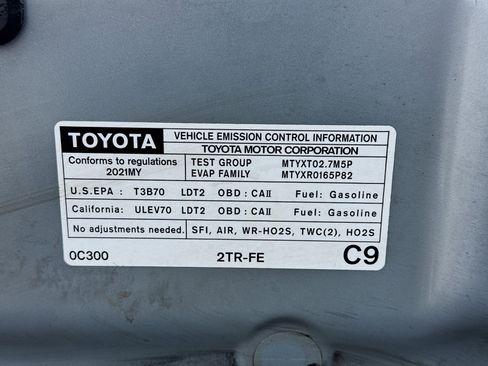 TOYOTA
VEHICLE EMISSION CONTROL INFORMATION
TOYOTA MOTOR CORPORATION
Conforms to regulations
2021MY
TEST GROUP MTYXT02.7M5P
EVAP FAMILY MTYXR0165P82
U.S.EPA : T3B70 LDT2 OBD : CAII Fuel: Gasoline
California: ULEV70 LDT2 OBD : CAII Fuel: Gasoline
No adjustments needed. SFI, AIR, WR-HO2S, TWC(2), HO2S
0C300 2TR-FE C9